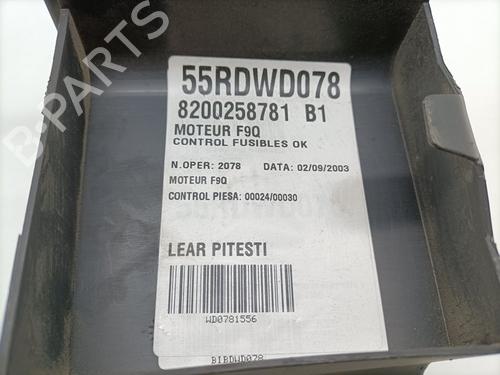 55RDWD078
8200258781 B1
MOTEUR F9Q
CONTROL FUSIBLES OK
N.OPER: 2078 DATA: 02/09/2003
MOTEUR F9Q
CONTROL PIESA: 00024/00030
LEAR PITESTI
WD0781556
BIBDWD078